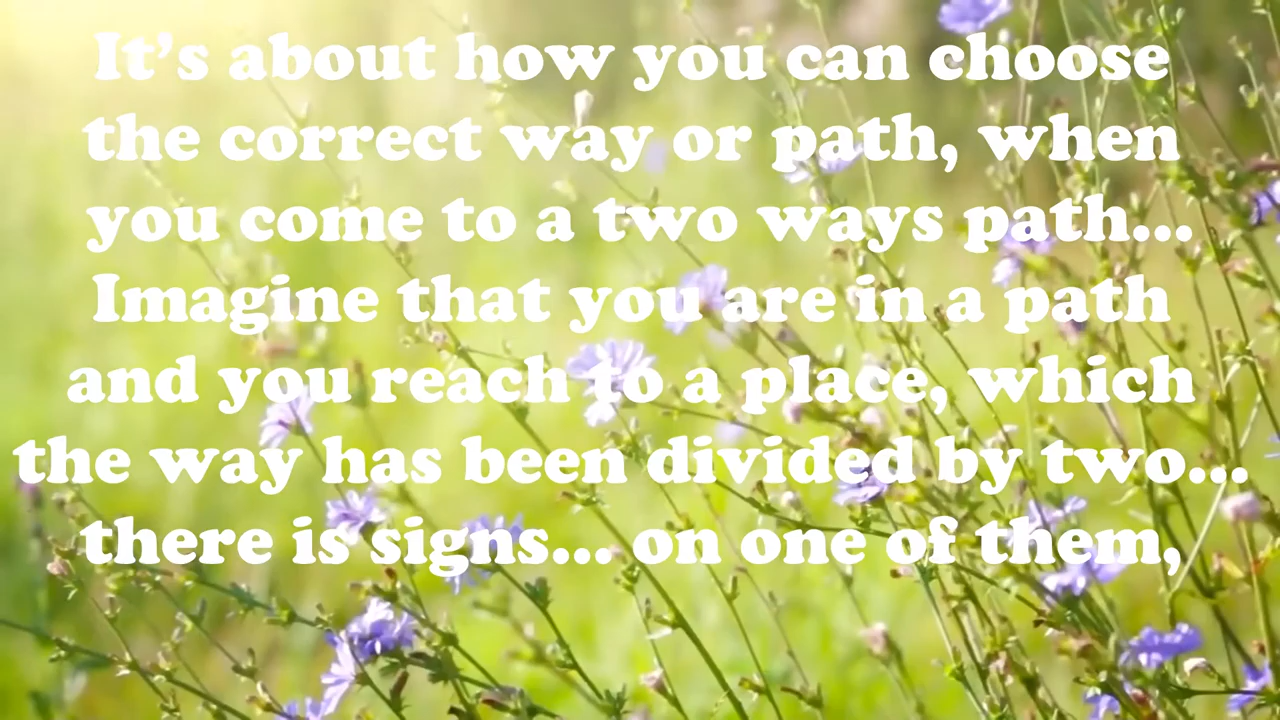 It’s about how you can choose
the correct way or path, when
you come to a two ways path...
Imagine that you are in a path
and you reach to a place, which
the way has been divided by two...
there is signs... on one of them,